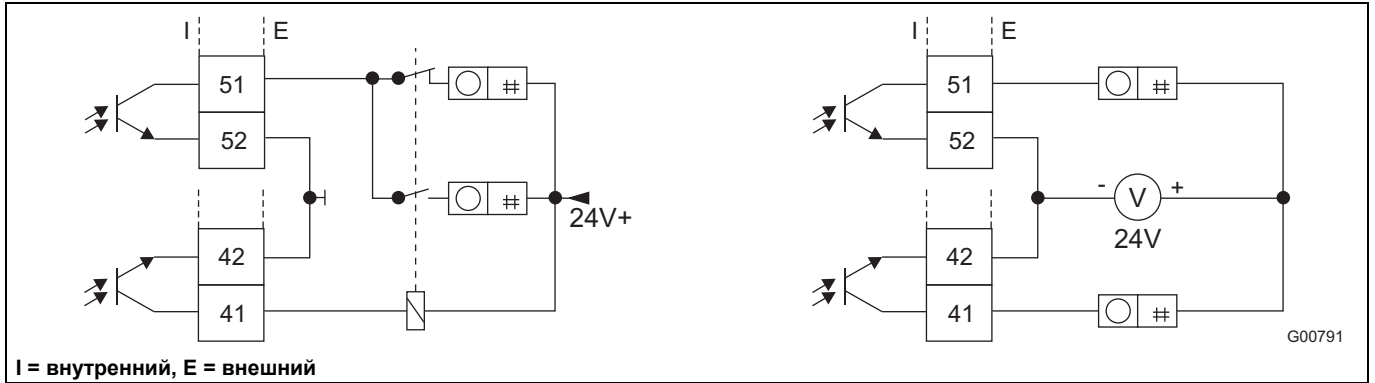 I E
51
52
42
41
24V+
I E
51
52
42
41
- V +
24V
G00791
I = внутренний, E = внешний